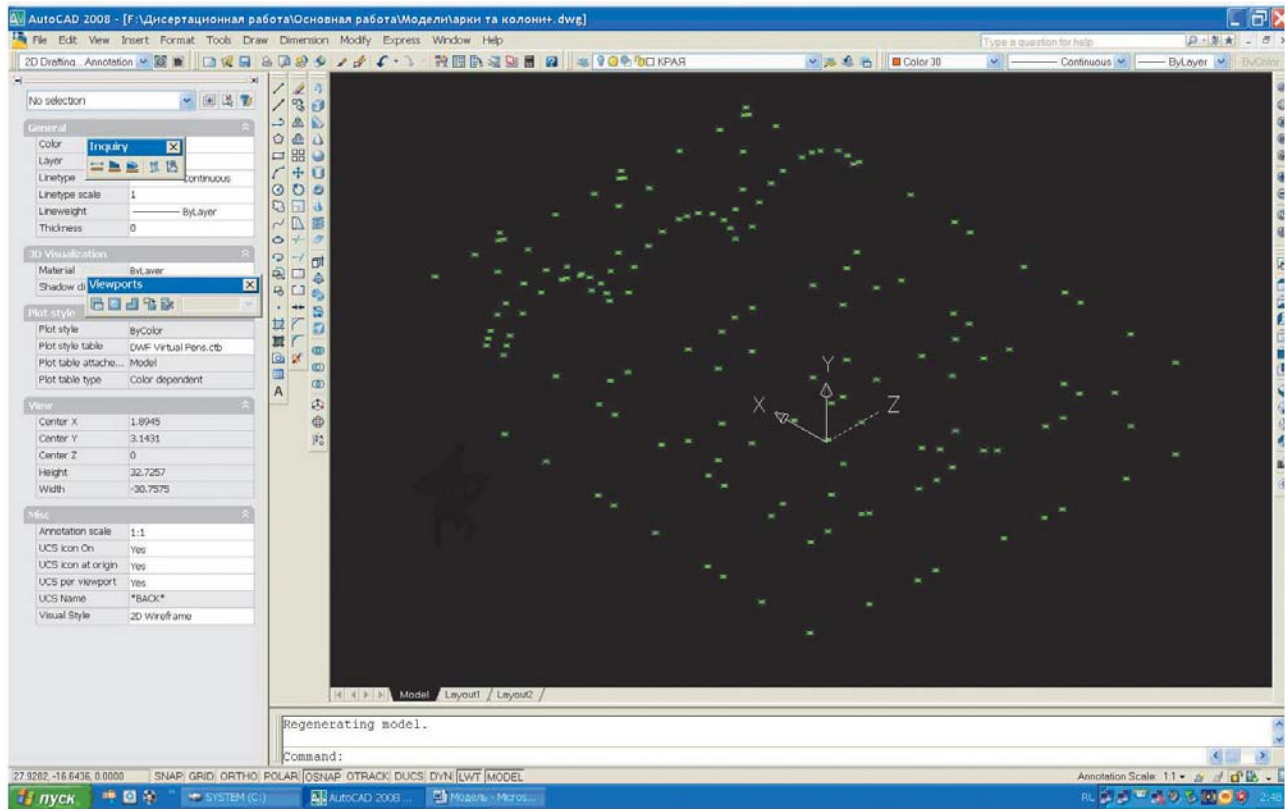 AutoCAD 2008 - [F:\Дисертационная работа\Основная работа\Модели\арки та колони+. dwg]
File Edit View Insert Format Tools Draw Dimension Modify Express Window Help
Type a question for help
2D Drafting Annotation
КРАЯ
Color 30
Continuous
ByLayer
ByColor
No selection
General
Color
Inquiry
Layer
Linetype
Continuous
Linetype scale 1
Lineweight ByLayer
Thickness 0
3D Visualization
Material ByLayer
Shadow di
Viewports
Plot style
Plot style ByColor
Plot style table DWF Virtual Pens.ctb
Plot table attache... Model
Plot table type Color dependent
View
Center X 1.8945
Center Y 3.1431
Center Z 0
Height 32.7257
Width -30.7575
Misc
Annotation scale 1:1
UCS icon On Yes
UCS icon at origin Yes
UCS per viewport Yes
UCS Name *BACK*
Visual Style 2D Wireframe
A
Y
X
Z
Model Layout1 Layout2
Regenerating model.
Command:
27.9282, -16.6436, 0.0000 SNAP GRID ORTHO POLAR OSNAP OTRACK DUCS DYN LWT MODEL
Annotation Scale: 1:1
пуск
SYSTEM (C:)
AutoCAD 2008 ...
Модель - Micros...
RL
2:48